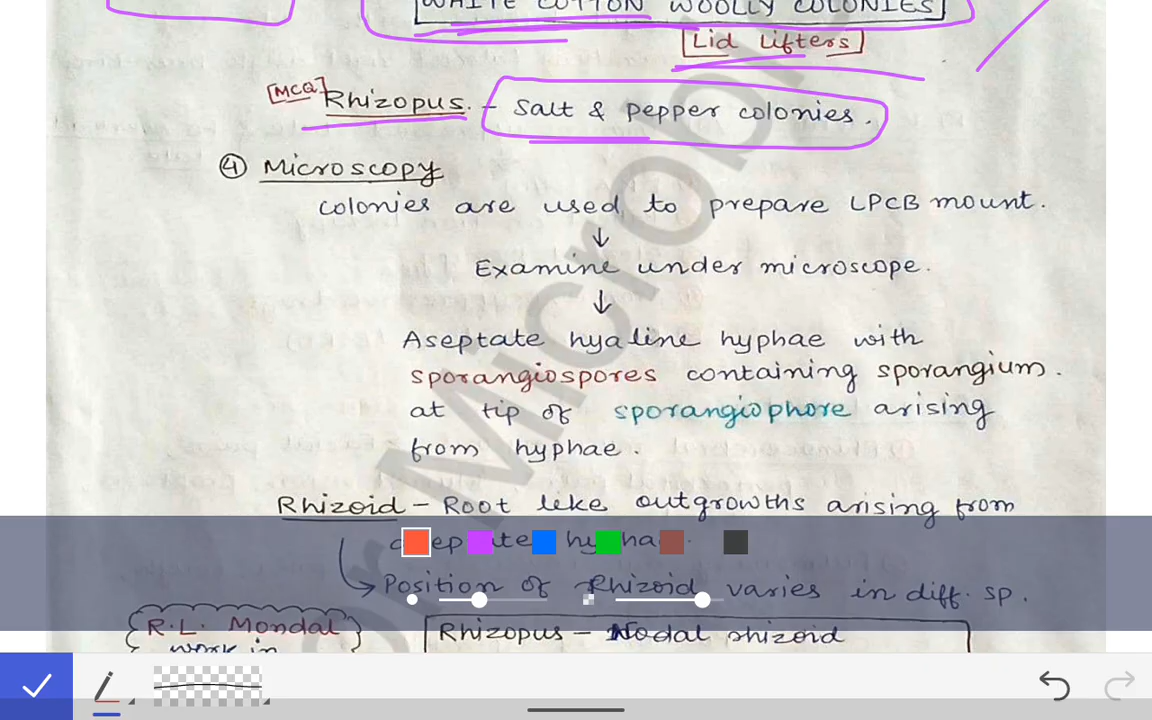 WHITE COTTON WOOLLY COLONIES
[Lid Lifters]
[MCQ] Rhizopus. - Salt & Pepper colonies.
④ Microscopy
colonies are used to prepare LPCB mount.
↓
Examine under microscope.
↓
Aseptate hyaline hyphae with
sporangiospores containing sporangium.
at tip of sporangiophore arising
from hyphae.
Rhizoid - Root like outgrowths arising from
→ Position of Rhizoid varies in diff. sp.
R.L. Mondal
work in
Rhizopus - Nodal rhizoid